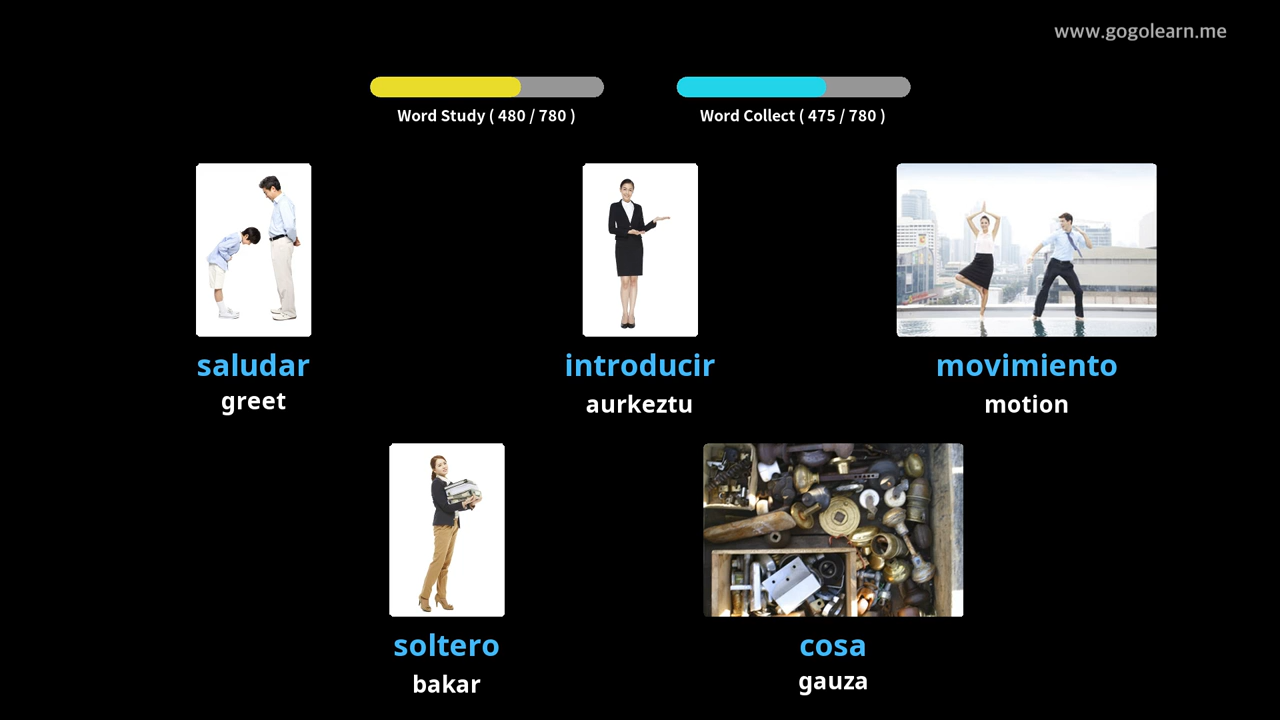 www.gogolearn.me
Word Study ( 480 / 780 )
Word Collect ( 475 / 780 )
saludar
greet
introducir
aurkeztu
movimiento
motion
soltero
bakar
cosa
gauza